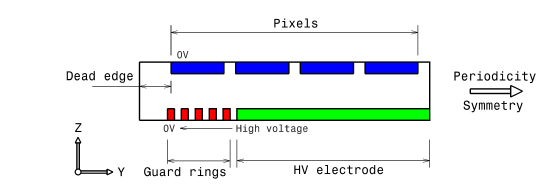 Pixels
0V
Dead edge
Periodicity
Symmetry
0V
High voltage
Z
Y
Guard rings
HV electrode